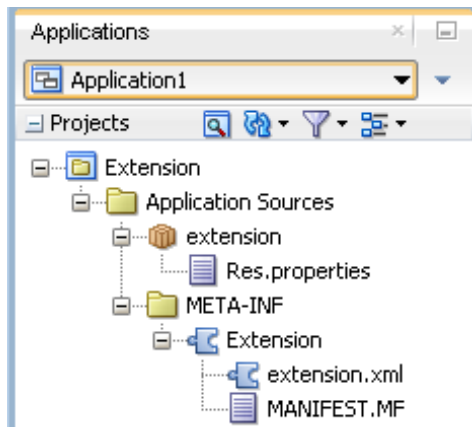 Applications
Application1
Projects
Extension
Application Sources
extension
Res.properties
META-INF
Extension
extension.xml
MANIFEST.MF